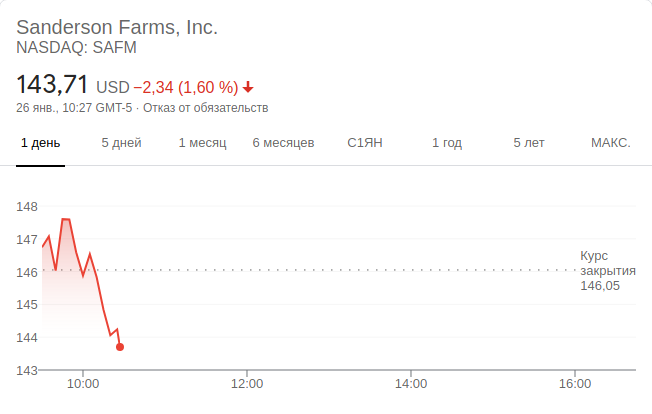 Sanderson Farms, Inc.
NASDAQ: SAFM
143,71 USD −2,34 (1,60 %)
26 янв., 10:27 GMT-5 · Отказ от обязательств
1 день 5 дней 1 месяц 6 месяцев С1ЯН 1 год 5 лет МАКС.
148
147
146
145
144
143
Курс
закрытия
146,05
10:00 12:00 14:00 16:00